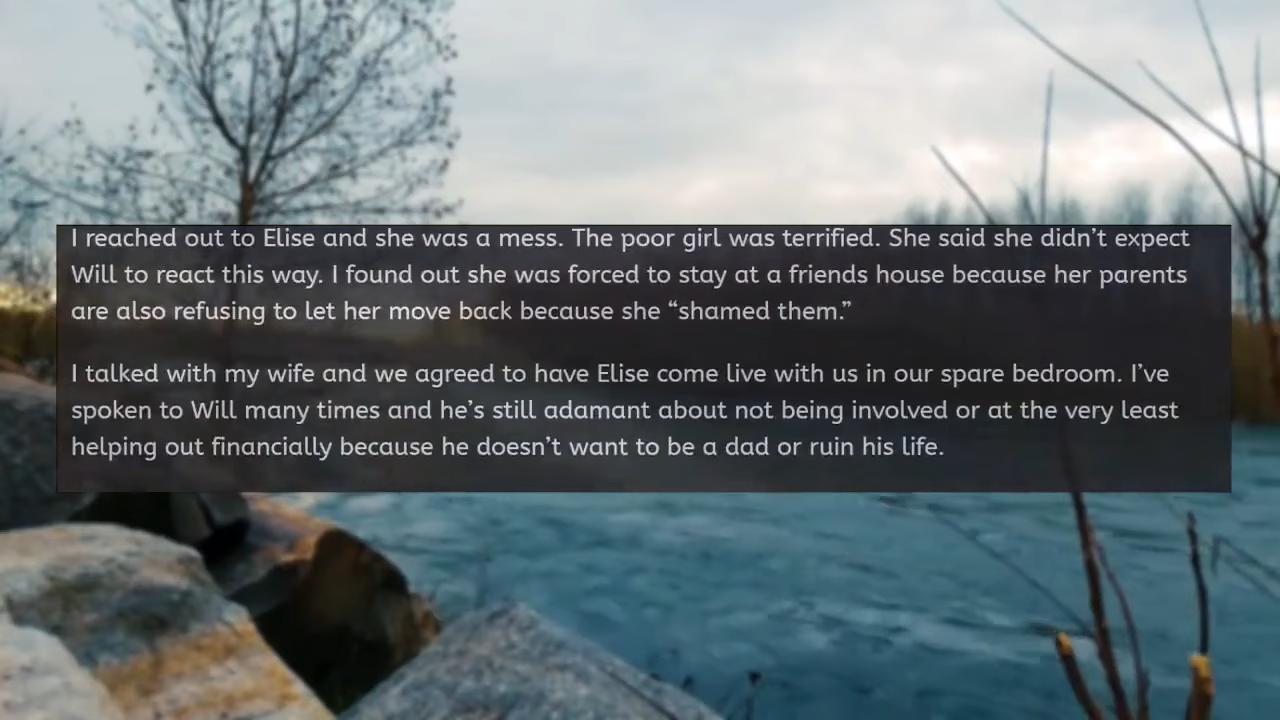 I reached out to Elise and she was a mess. The poor girl was terrified. She said she didn’t expect
Will to react this way. I found out she was forced to stay at a friends house because her parents
are also refusing to let her move back because she “shamed them.”
I talked with my wife and we agreed to have Elise come live with us in our spare bedroom. I’ve
spoken to Will many times and he’s still adamant about not being involved or at the very least
helping out financially because he doesn’t want to be a dad or ruin his life.